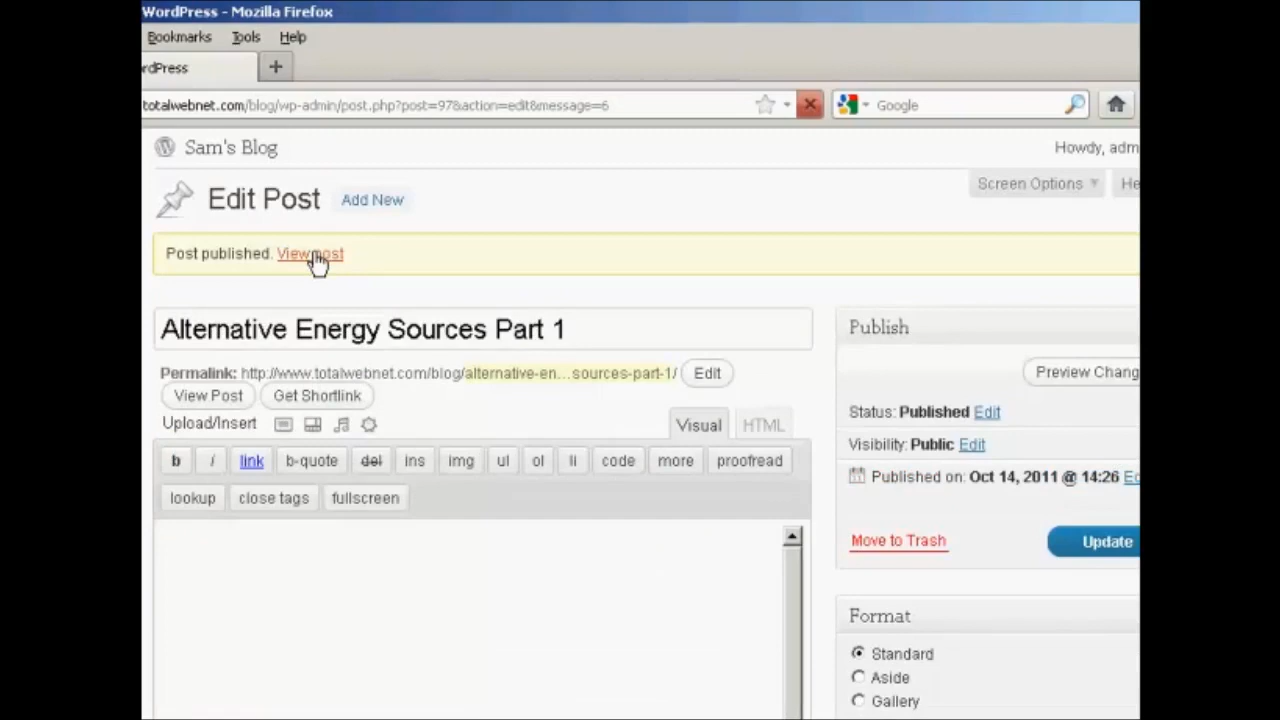 WordPress - Mozilla Firefox
Bookmarks Tools Help
rdPress +
totalwebnet.com/blog/wp-admin/post.php?post=97&action=edit&message=6 Google
Sam's Blog Howdy, adm
Edit Post Add New Screen Options He
Post published. View post
Alternative Energy Sources Part 1 Publish
Permalink: http://www.totalwebnet.com/blog/alternative-en...sources-part-1/ Edit Preview Chang
View Post Get Shortlink
Status: Published Edit
Upload/Insert Visual HTML
Visibility: Public Edit
b i link b-quote del ins img ul ol li code more proofread
Published on: Oct 14, 2011 @ 14:26 Ed
lookup close tags fullscreen
Move to Trash Update
Format
Standard
Aside
Gallery